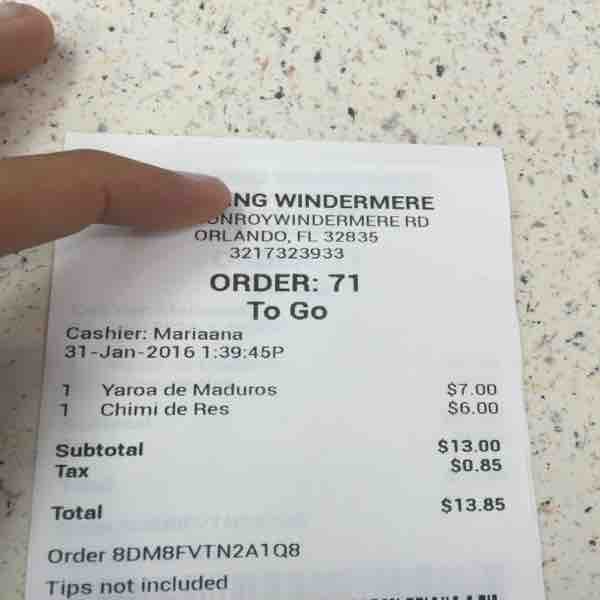 WINDERMERE
RD
ORLANDO, FL 32835
3217323933
ORDER: 71
To Go
Cashier: Mariaana
31-Jan-2016 1:39:45P
1 Yaroa de Maduros $7.00
1 Chimi de Res $6.00
Subtotal $13.00
Tax $0.85
Total $13.85
Order 8DM8FVTN2A1Q8
Tips not included